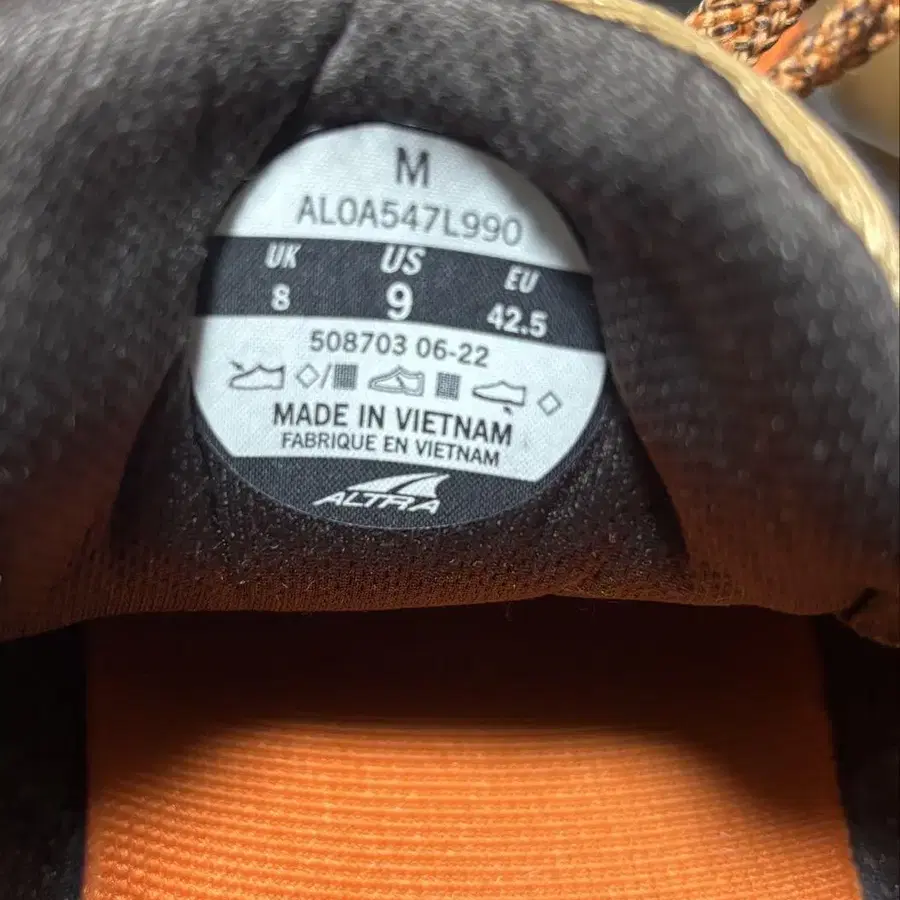 M
AL0A547L990
UK US EU
8 9 42.5
508703 06-22
MADE IN VIETNAM
FABRIQUE EN VIETNAM
ALTRA